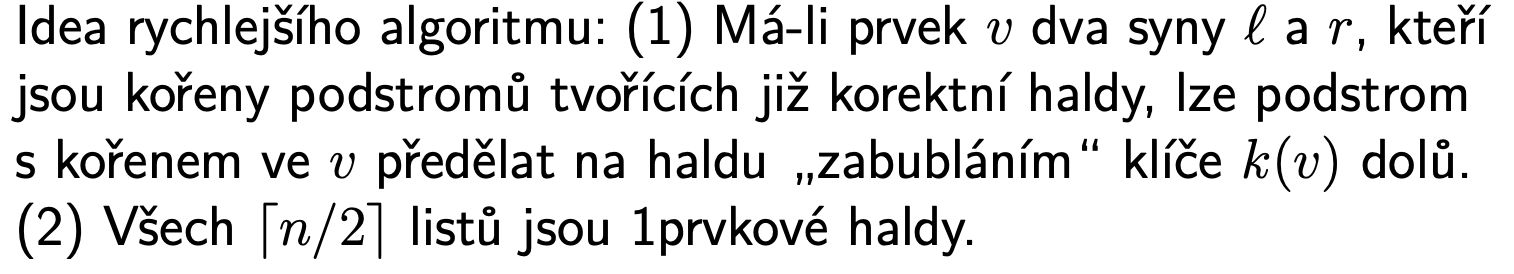 Idea rychlejšího algoritmu: (1) Má-li prvek v dva syny ℓ a r, kteří
jsou kořeny podstromů tvořících již korektní haldy, lze podstrom
s kořenem ve v předělat na haldu „zabubláním“ klíče k(v) dolů.
(2) Všech ⌈n/2⌉ listů jsou 1prvkové haldy.